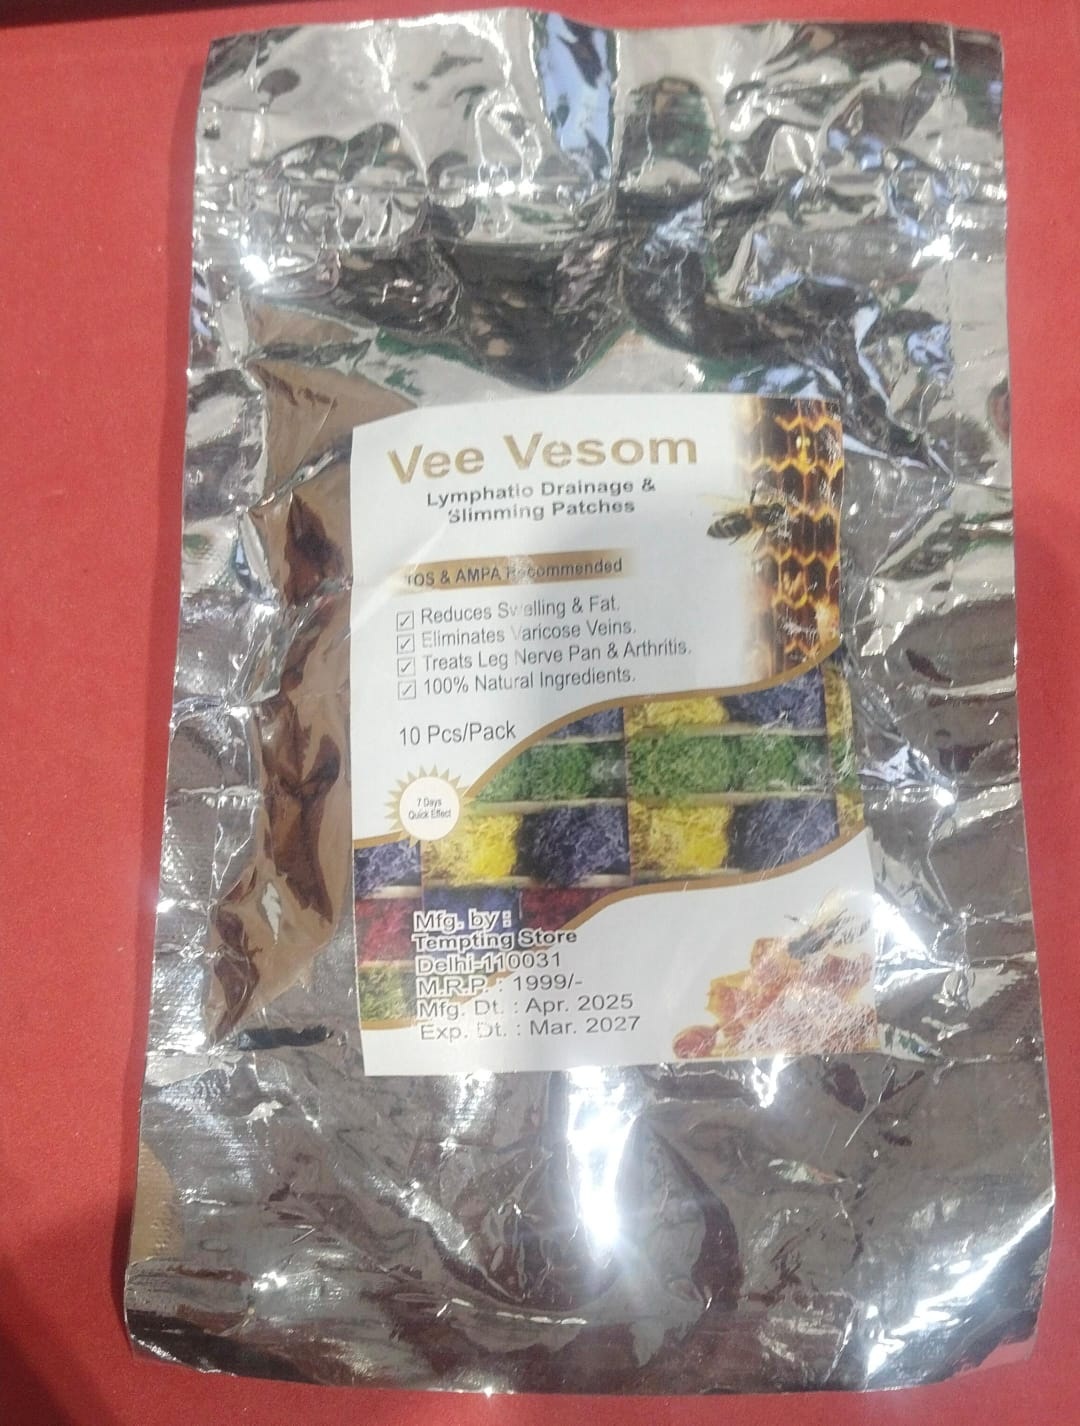 Vee Vesom
Lymphatio Drainage &
Slimming Patches
TOS & AMPA Recommended
Reduces Swelling & Fat.
Eliminates Varicose Veins.
Treats Leg Nerve Pan & Arthritis.
100% Natural Ingredients.
10 Pcs/Pack
7 Days
Quick Effect
Mfg. by :
Tempting Store
Delhi-110031
M.R.P. : 1999/-
Mfg. Dt. : Apr. 2025
Exp. Dt. : Mar. 2027